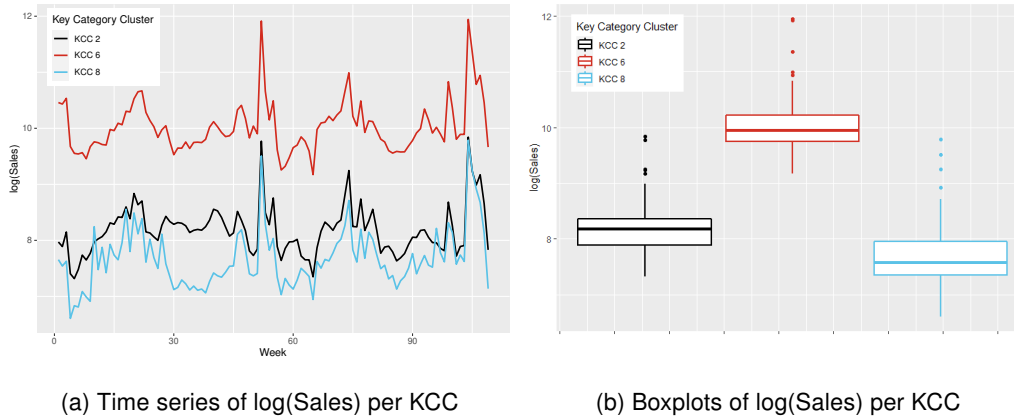 Key Category Cluster
KCC 2
KCC 6
KCC 8
12
10
8
log(Sales)
0
30
60
90
Week
(a) Time series of log(Sales) per KCC
Key Category Cluster
KCC 2
KCC 6
KCC 8
12
10
8
log(Sales)
(b) Boxplots of log(Sales) per KCC